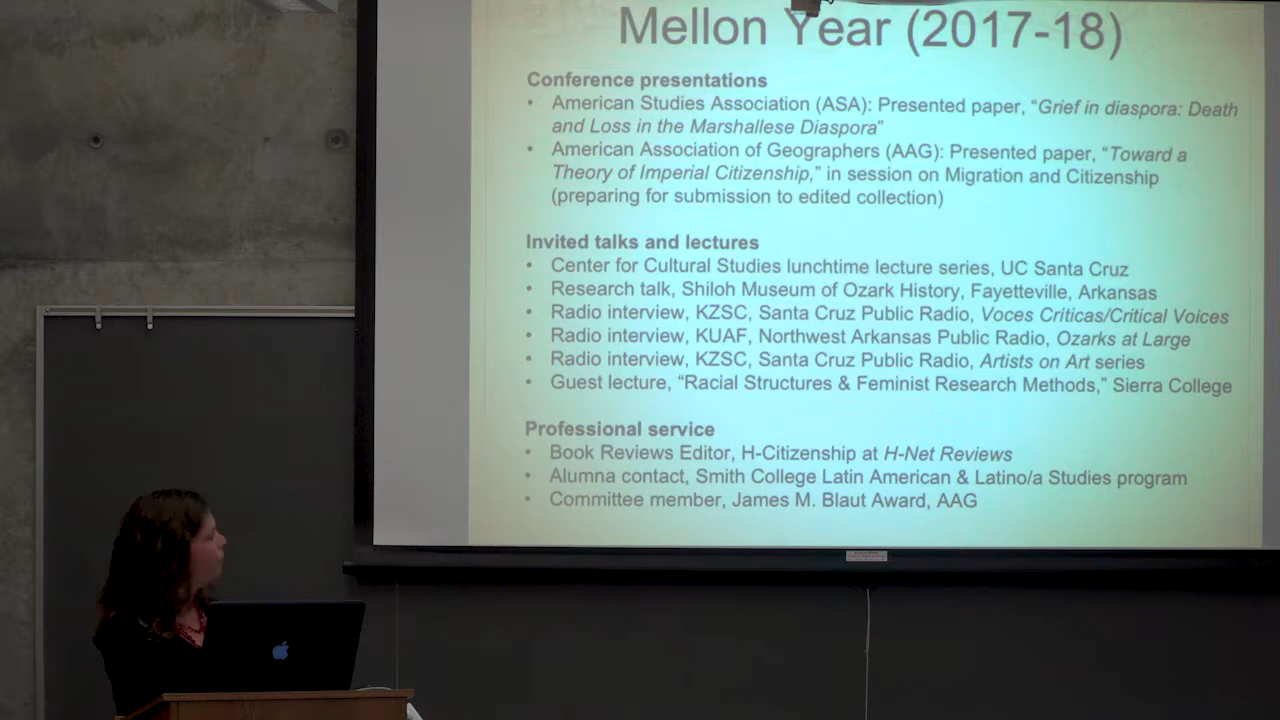 Mellon Year (2017-18)
Conference presentations
• American Studies Association (ASA): Presented paper, “Grief in diaspora: Death
and Loss in the Marshallese Diaspora”
• American Association of Geographers (AAG): Presented paper, “Toward a
Theory of Imperial Citizenship,” in session on Migration and Citizenship
(preparing for submission to edited collection)
Invited talks and lectures
• Center for Cultural Studies lunchtime lecture series, UC Santa Cruz
• Research talk, Shiloh Museum of Ozark History, Fayetteville, Arkansas
• Radio interview, KZSC, Santa Cruz Public Radio, Voces Críticas/Critical Voices
• Radio interview, KUAF, Northwest Arkansas Public Radio, Ozarks at Large
• Radio interview, KZSC, Santa Cruz Public Radio, Artists on Art series
• Guest lecture, “Racial Structures & Feminist Research Methods,” Sierra College
Professional service
• Book Reviews Editor, H-Citizenship at H-Net Reviews
• Alumna contact, Smith College Latin American & Latino/a Studies program
• Committee member, James M. Blaut Award, AAG